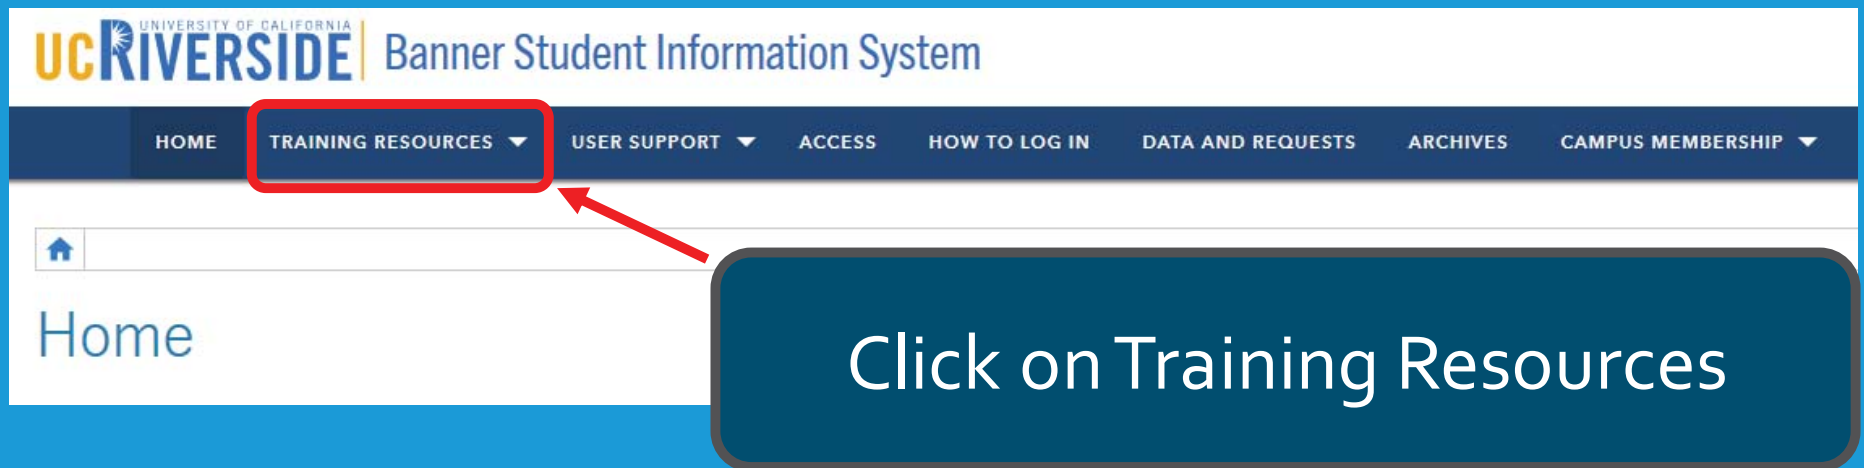 UNIVERSITY OF CALIFORNIA
UCRIVERSIDE Banner Student Information System
HOME TRAINING RESOURCES USER SUPPORT ACCESS HOW TO LOG IN DATA AND REQUESTS ARCHIVES CAMPUS MEMBERSHIP
Home
Click on Training Resources